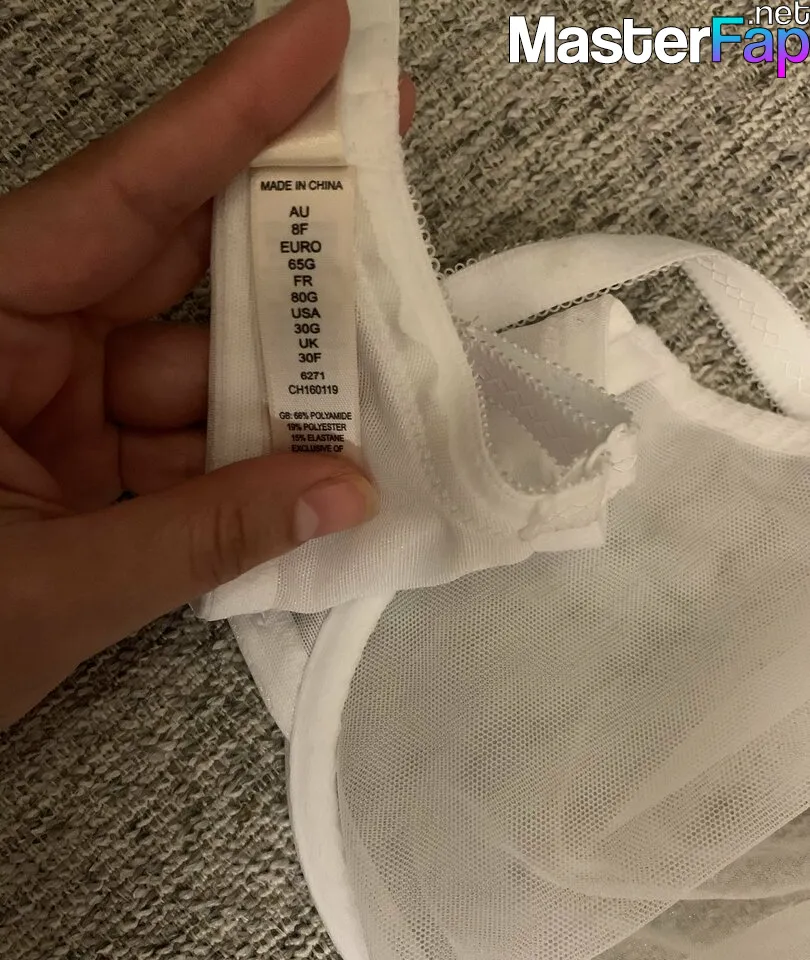 .net
MasterFap
MADE IN CHINA
AU
8F
EURO
65G
FR
80G
USA
30G
UK
30F
6271
CH160119
GB: 66% POLYAMIDE
19% POLYESTER
15% ELASTANE
EXCLUSIVE OF